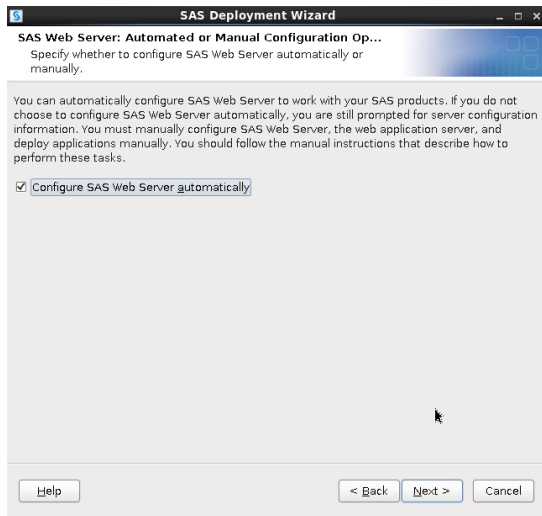 SAS Deployment Wizard
SAS Web Server: Automated or Manual Configuration Op...
Specify whether to configure SAS Web Server automatically or
manually.
You can automatically configure SAS Web Server to work with your SAS products. If you do not
choose to configure SAS Web Server automatically, you are still prompted for server configuration
information. You must manually configure SAS Web Server, the web application server, and
deploy applications manually. You should follow the manual instructions that describe how to
perform these tasks.
Configure SAS Web Server automatically
Help
< Back
Next >
Cancel